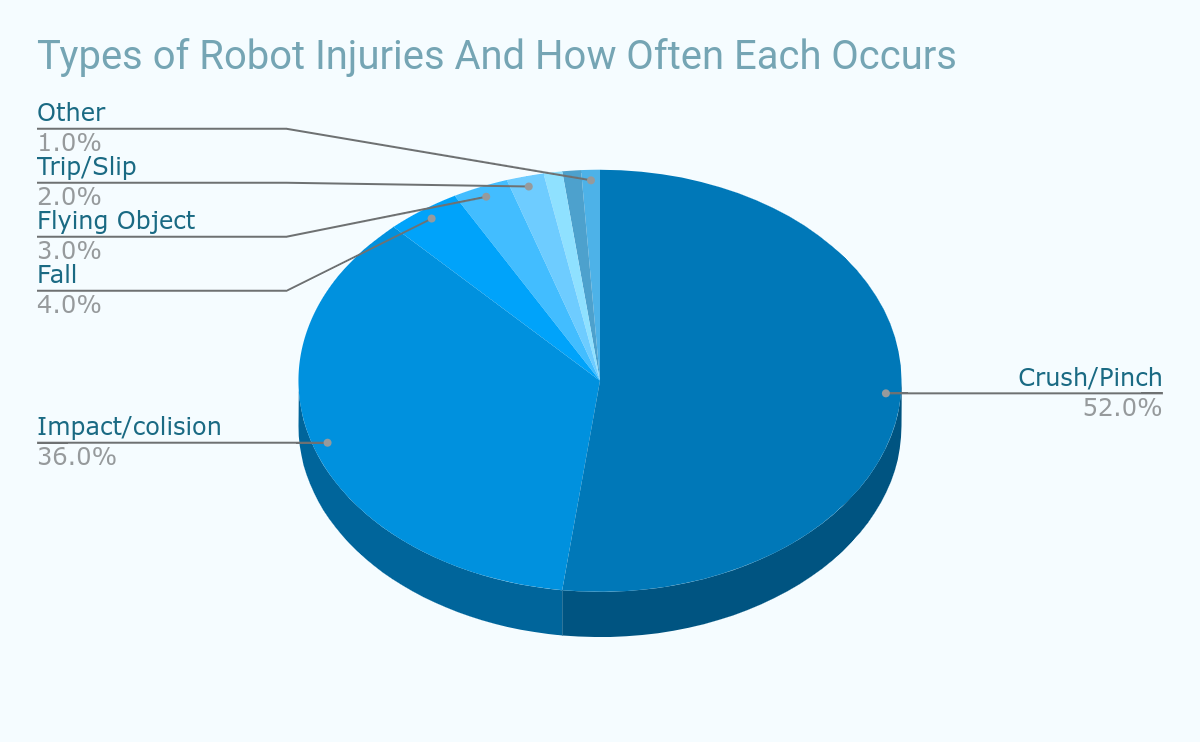 Types of Robot Injuries And How Often Each Occurs
Other
1.0%
Trip/Slip
2.0%
Flying Object
3.0%
Fall
4.0%
Impact/colision
36.0%
Crush/Pinch
52.0%